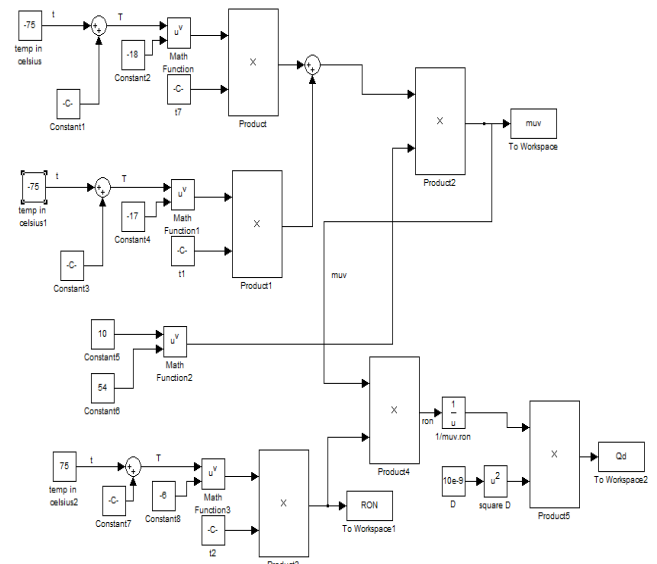 -75
t
T
temp in
celsius
-18
Constant2
u^v
Math
Function
-C-
Constant1
-C-
t7
X
Product
X
Product2
muv
To Workspace
-75
t
T
temp in
celsius1
-17
Constant4
u^v
Math
Function1
-C-
Constant3
-C-
t1
X
Product1
muv
10
Constant5
u^v
Math
Function2
54
Constant6
X
Product4
ron
1
u
1/muv.ron
X
Product5
Qd
To Workspace2
10e-9
D
u^2
square D
75
t
T
temp in
celsius2
-C-
Constant7
-6
Constant8
u^v
Math
Function3
-C-
t2
X
RON
To Workspace1